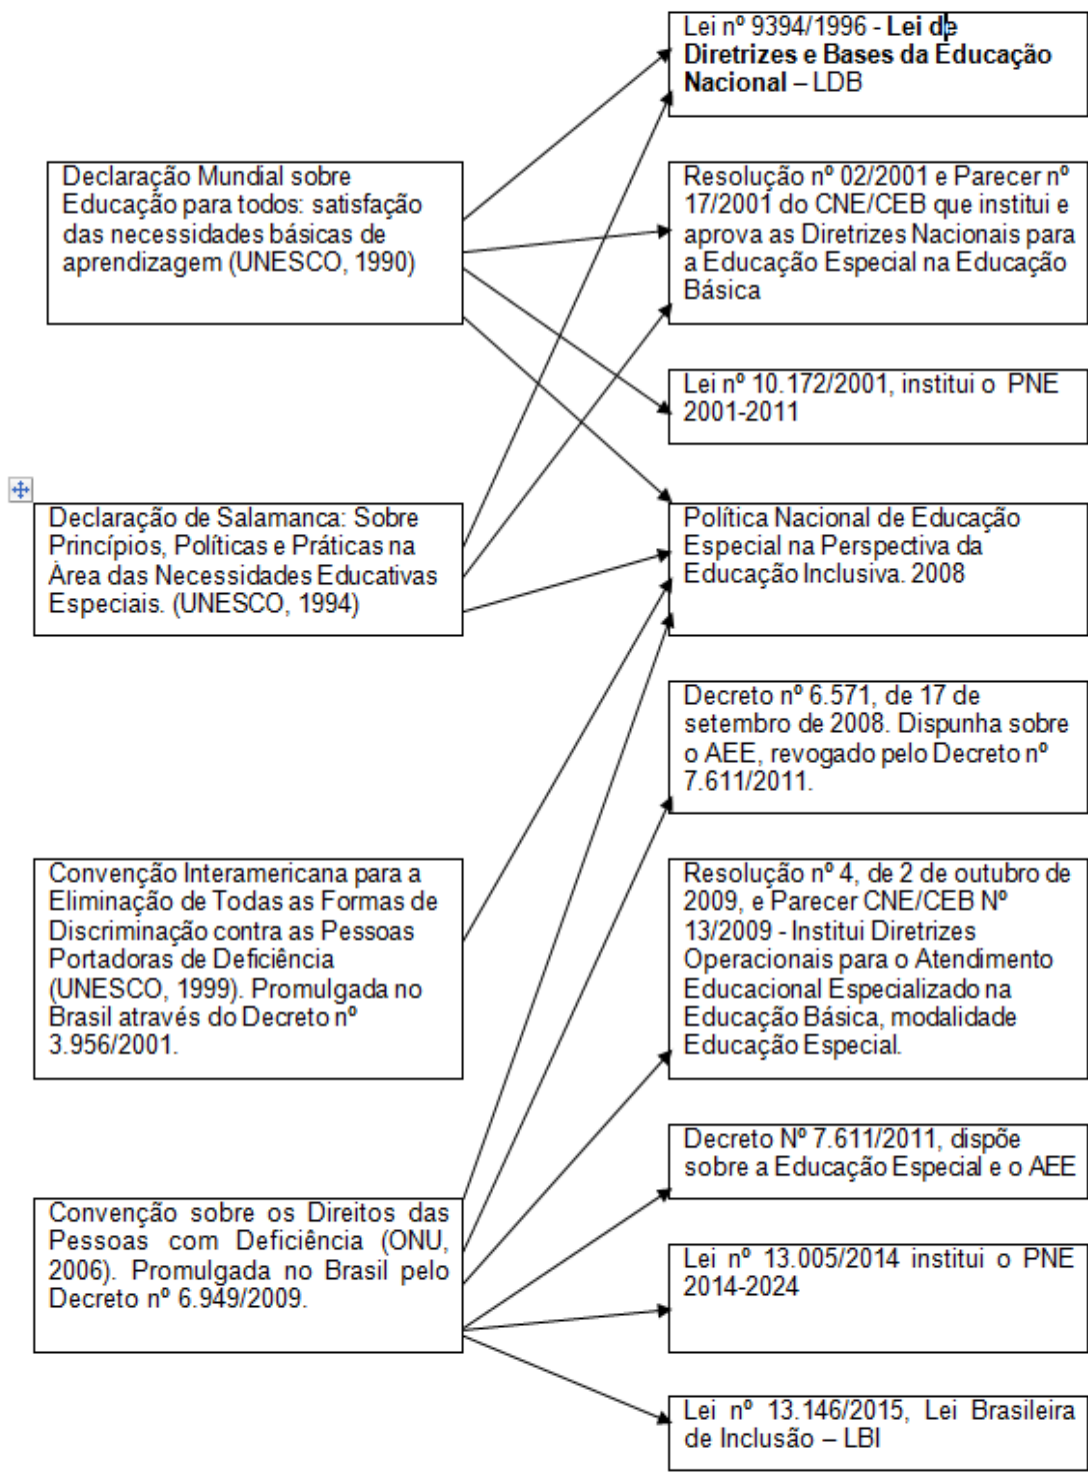 Lei nº 9394/1996 - Lei de
Diretrizes e Bases da Educação
Nacional – LDB
Declaração Mundial sobre
Educação para todos: satisfação
das necessidades básicas de
aprendizagem (UNESCO, 1990)
Resolução nº 02/2001 e Parecer nº
17/2001 do CNE/CEB que institui e
aprova as Diretrizes Nacionais para
a Educação Especial na Educação
Básica
Lei nº 10.172/2001, institui o PNE
2001-2011
Declaração de Salamanca: Sobre
Princípios, Políticas e Práticas na
Área das Necessidades Educativas
Especiais. (UNESCO, 1994)
Política Nacional de Educação
Especial na Perspectiva da
Educação Inclusiva. 2008
Decreto nº 6.571, de 17 de
setembro de 2008. Dispunha sobre
o AEE, revogado pelo Decreto nº
7.611/2011.
Convenção Interamericana para a
Eliminação de Todas as Formas de
Discriminação contra as Pessoas
Portadoras de Deficiência
(UNESCO, 1999). Promulgada no
Brasil através do Decreto nº
3.956/2001.
Resolução nº 4, de 2 de outubro de
2009, e Parecer CNE/CEB Nº
13/2009 - Institui Diretrizes
Operacionais para o Atendimento
Educacional Especializado na
Educação Básica, modalidade
Educação Especial.
Decreto Nº 7.611/2011, dispõe
sobre a Educação Especial e o AEE
Convenção sobre os Direitos das
Pessoas com Deficiência (ONU,
2006). Promulgada no Brasil pelo
Decreto nº 6.949/2009.
Lei nº 13.005/2014 institui o PNE
2014-2024
Lei nº 13.146/2015, Lei Brasileira
de Inclusão – LBI